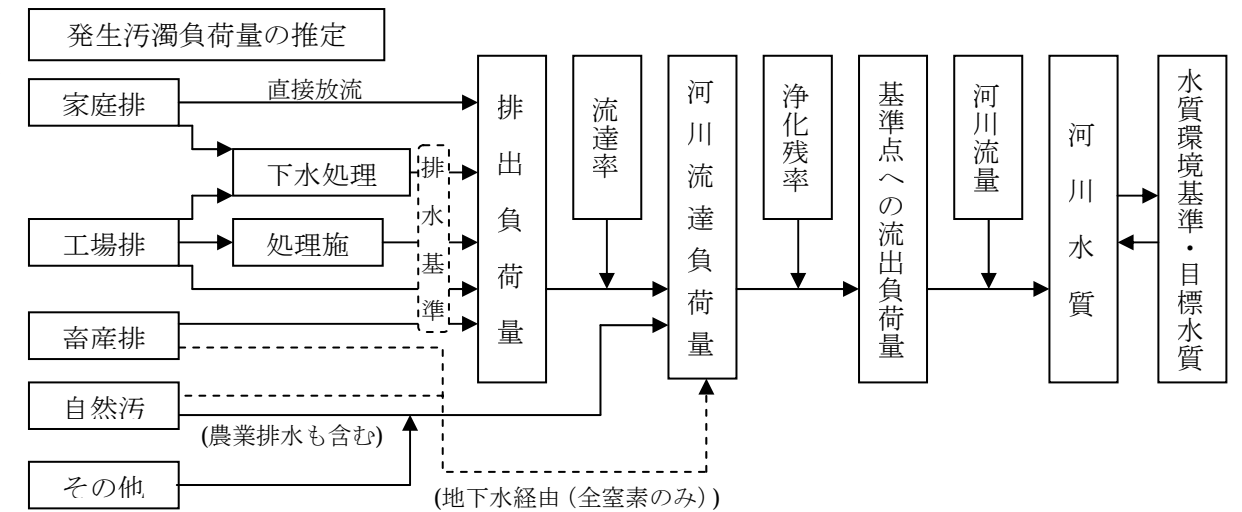 発生汚濁負荷量の推定
家庭排
直接放流
下水処理
工場排
処理施
畜産排
自然汚
(農業排水も含む)
その他
(地下水経由(全窒素のみ))
排水基準
排出負荷量
流達率
河川流達負荷量
浄化残率
基準点への流出負荷量
河川流量
河川水質
水質環境基準・目標水質